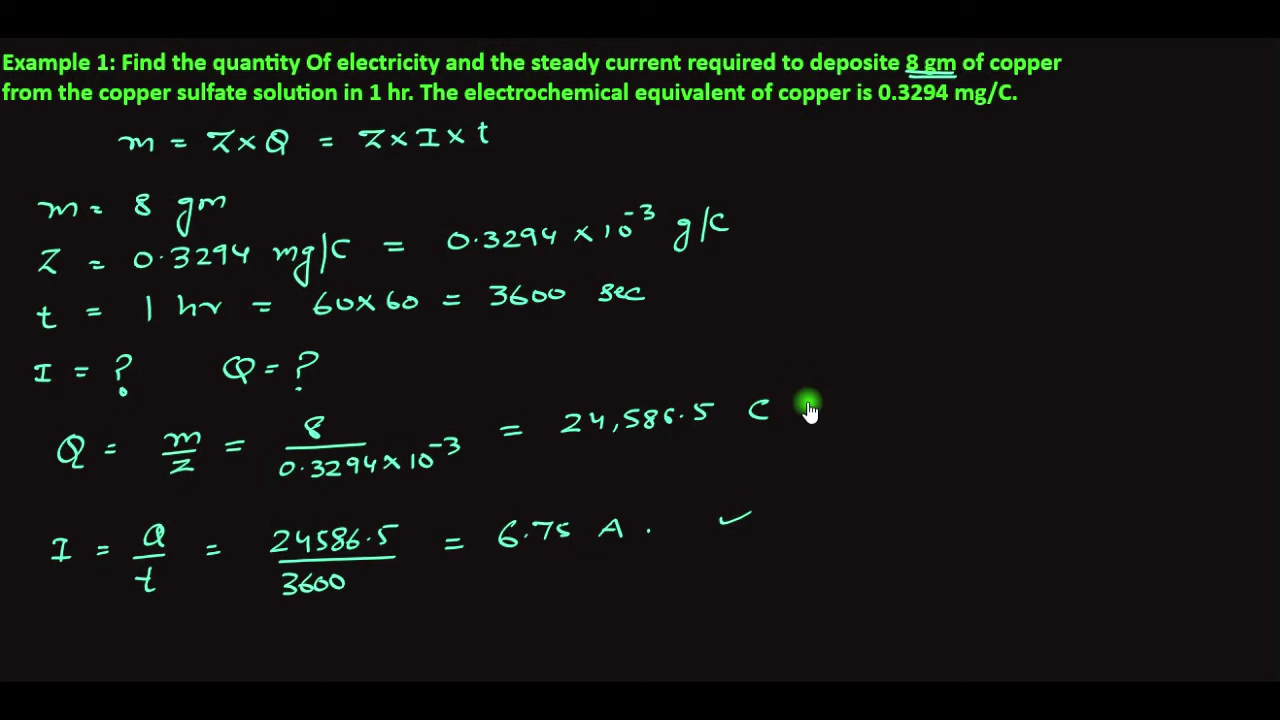 Example 1: Find the quantity Of electricity and the steady current required to deposite 8 gm of copper
from the copper sulfate solution in 1 hr. The electrochemical equivalent of copper is 0.3294 mg/C.
m = Z×Q = Z×I×t
m = 8 gm
Z = 0.3294 mg/C = 0.3294 ×10⁻³ g/C
t = 1 hr = 60×60 = 3600 sec
I = ? Q = ?
Q = m/Z = 8/0.3294×10⁻³ = 24,586.5 C
I = Q/t = 24586.5/3600 = 6.75 A. ✓